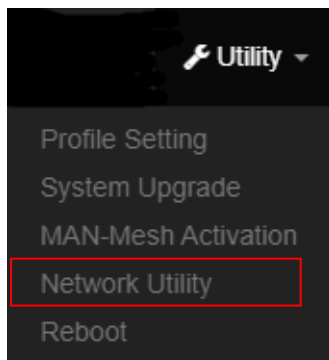 Utility
Profile Setting
System Upgrade
MAN-Mesh Activation
Network Utility
Reboot